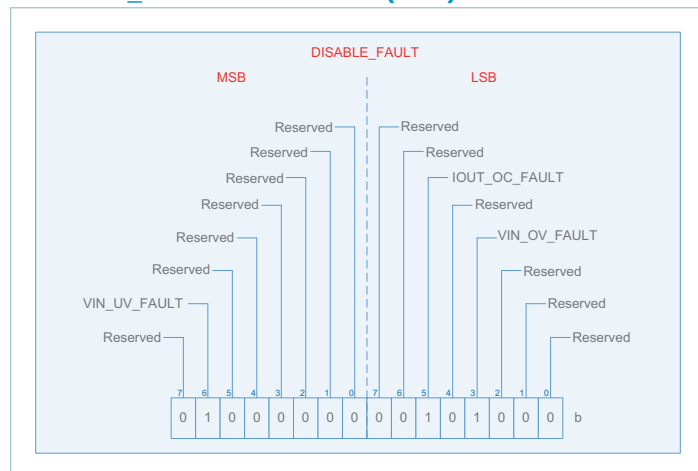 DISABLE_FAULT
MSB LSB
Reserved Reserved
Reserved Reserved
Reserved IOUT_OC_FAULT
Reserved Reserved
Reserved VIN_OV_FAULT
Reserved Reserved
VIN_UV_FAULT Reserved
Reserved Reserved
7 6 5 4 3 2 1 0 7 6 5 4 3 2 1 0
0 1 0 0 0 0 0 0 0 0 1 0 1 0 0 0 b